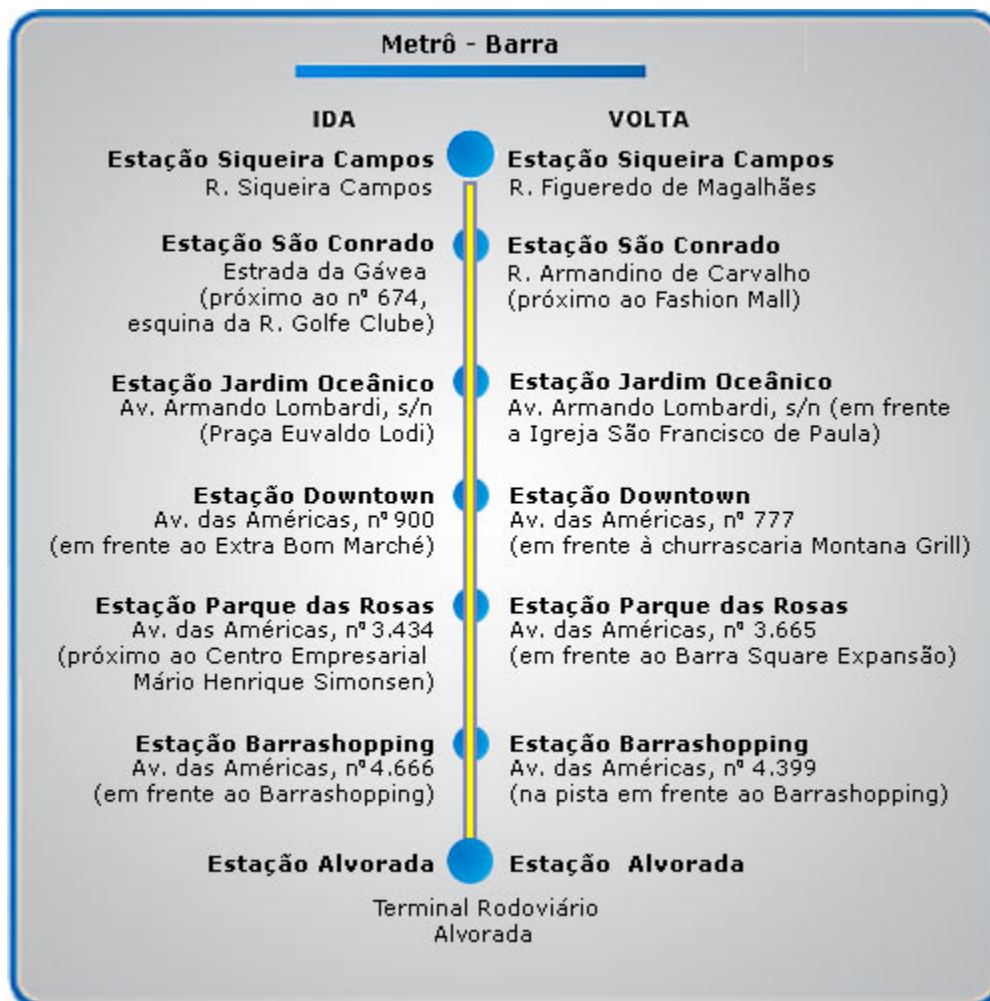 Metrô - Barra
IDA
Estação Siqueira Campos
R. Siqueira Campos
Estação São Conrado
Estrada da Gávea
(próximo ao nº 674,
esquina da R. Golfe Clube)
Estação Jardim Oceânico
Av. Armando Lombardi, s/n
(Praça Euvaldo Lodi)
Estação Downtown
Av. das Américas, nº 900
(em frente ao Extra Bom Marché)
Estação Parque das Rosas
Av. das Américas, nº 3.434
(próximo ao Centro Empresarial
Mário Henrique Simonsen)
Estação Barrashopping
Av. das Américas, nº 4.666
(em frente ao Barrashopping)
Estação Alvorada
VOLTA
Estação Siqueira Campos
R. Figueredo de Magalhães
Estação São Conrado
R. Armandino de Carvalho
(próximo ao Fashion Mall)
Estação Jardim Oceânico
Av. Armando Lombardi, s/n (em frente
a Igreja São Francisco de Paula)
Estação Downtown
Av. das Américas, nº 777
(em frente à churrascaria Montana Grill)
Estação Parque das Rosas
Av. das Américas, nº 3.665
(em frente ao Barra Square Expansão)
Estação Barrashopping
Av. das Américas, nº 4.399
(na pista em frente ao Barrashopping)
Estação Alvorada
Terminal Rodoviário
Alvorada